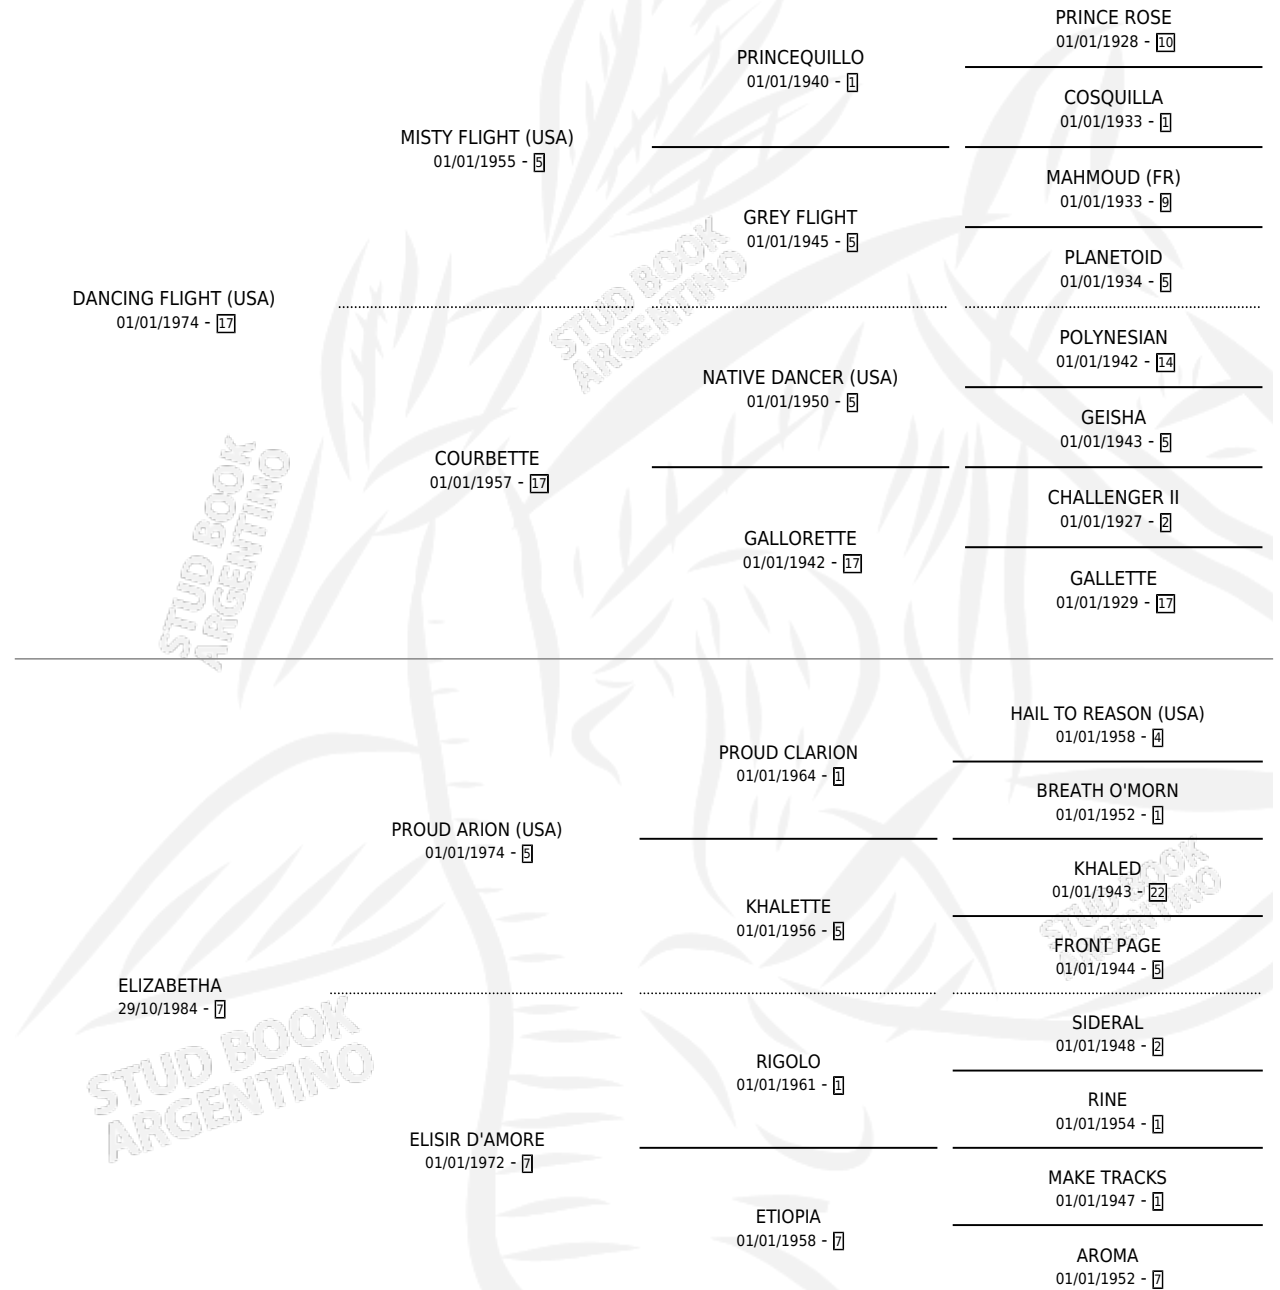 PRINCE ROSE
01/01/1928 - 10
PRINCEQUILLO
01/01/1940 - 1
COSQUILLA
01/01/1933 - 1
MISTY FLIGHT (USA)
01/01/1955 - 5
MAHMOUD (FR)
01/01/1933 - 9
GREY FLIGHT
01/01/1945 - 5
PLANETOID
01/01/1934 - 5
DANCING FLIGHT (USA)
01/01/1974 - 17
POLYNESIAN
01/01/1942 - 14
NATIVE DANCER (USA)
01/01/1950 - 5
GEISHA
01/01/1943 - 5
COURBETTE
01/01/1957 - 17
CHALLENGER II
01/01/1927 - 2
GALLORETTE
01/01/1942 - 17
GALLETTE
01/01/1929 - 17
HAIL TO REASON (USA)
01/01/1958 - 4
PROUD CLARION
01/01/1964 - 1
BREATH O'MORN
01/01/1952 - 1
PROUD ARION (USA)
01/01/1974 - 5
KHALED
01/01/1943 - 22
KHALETTE
01/01/1956 - 5
FRONT PAGE
01/01/1944 - 5
ELIZABETHA
29/10/1984 - 7
SIDERAL
01/01/1948 - 2
RIGOLO
01/01/1961 - 1
RINE
01/01/1954 - 1
ELISIR D'AMORE
01/01/1972 - 7
MAKE TRACKS
01/01/1947 - 1
ETIOPIA
01/01/1958 - 7
AROMA
01/01/1952 - 7
STUD BOOK
ARGENTINO
STUD BOOK
ARGENTINO
STUD BOOK
ARGENTINO
STUD BOOK
ARGENTINO